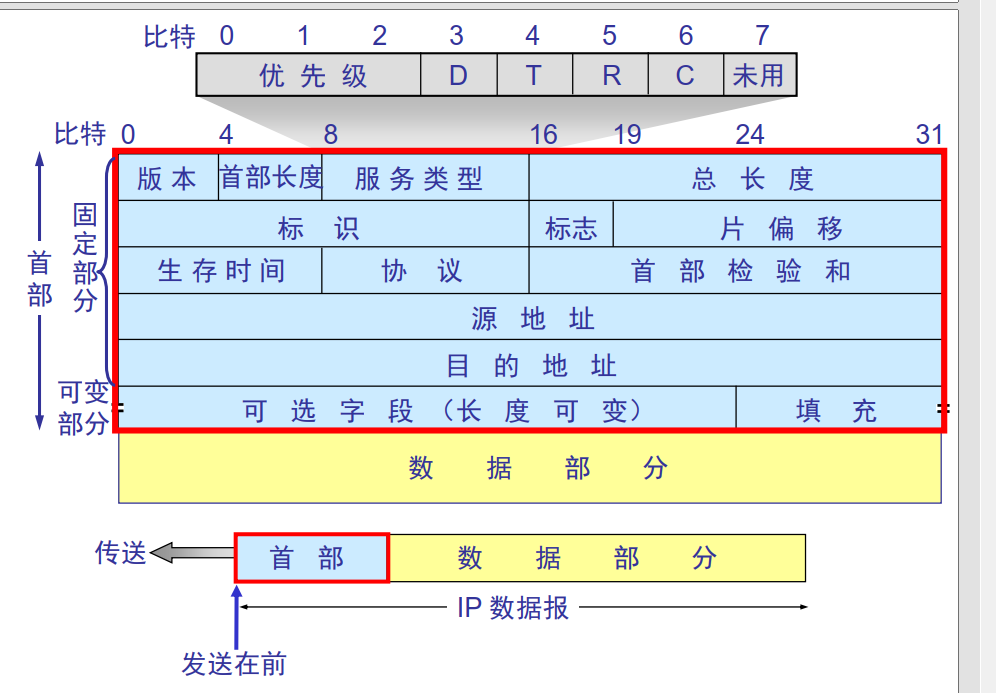 比特 0 1 2 3 4 5 6 7
优先级 D T R C 未用
比特 0 4 8 16 19 24 31
版本 首部长度 服务类型 总长度
标识 标志 片偏移
生存时间 协议 首部检验和
源地址
目的地址
可选字段（长度可变） 填充
数据部分
首部
固定部分
可变
部分
传送 首部 数据部分
IP 数据报
发送在前